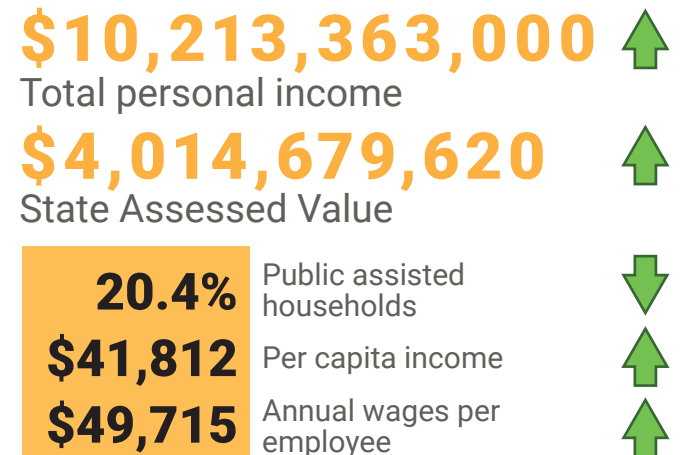 $10,213,363,000
Total personal income
$4,014,679,620
State Assessed Value
20.4%
Public assisted
households
$41,812
Per capita income
$49,715
Annual wages per
employee